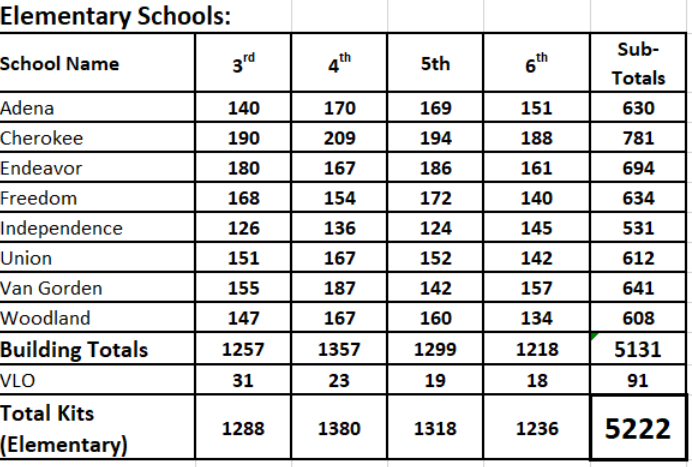 Elementary Schools:
School Name 3rd 4th 5th 6th Sub-Totals
Adena 140 170 169 151 630
Cherokee 190 209 194 188 781
Endeavor 180 167 186 161 694
Freedom 168 154 172 140 634
Independence 126 136 124 145 531
Union 151 167 152 142 612
Van Gorden 155 187 142 157 641
Woodland 147 167 160 134 608
Building Totals 1257 1357 1299 1218 5131
VLO 31 23 19 18 91
Total Kits (Elementary) 1288 1380 1318 1236 5222